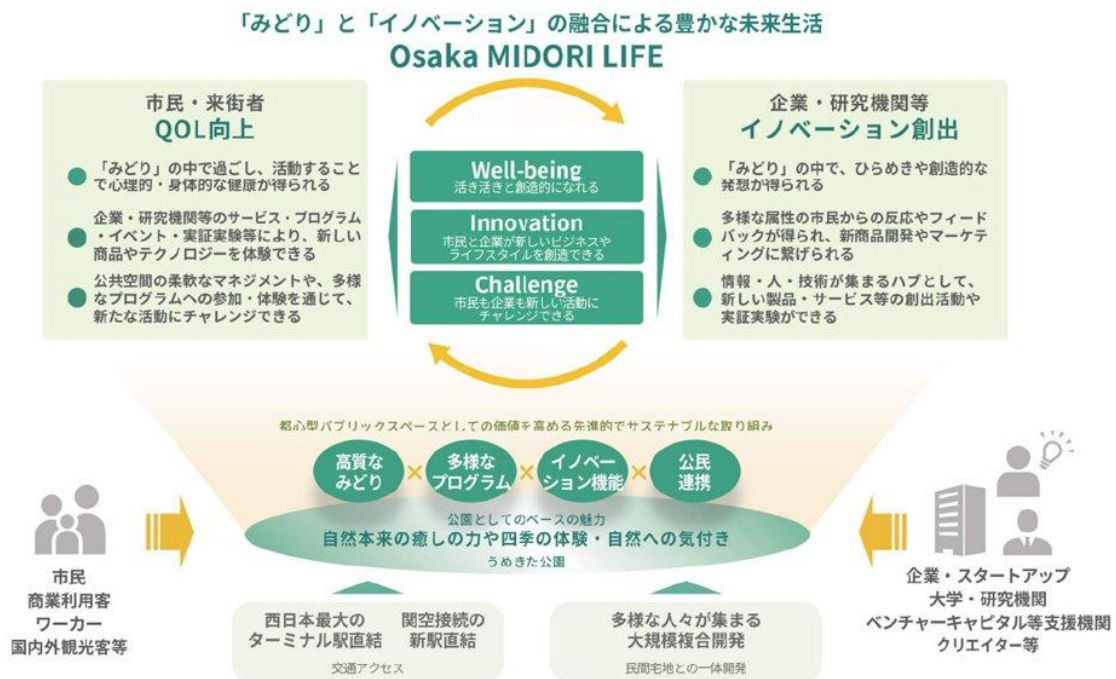 「みどり」と「イノベーション」の融合による豊かな未来生活
Osaka MIDORI LIFE
市民・来街者
QOL向上
「みどり」の中で過ごし、活動すること
で心理的・身体的な健康が得られる
企業・研究機関等のサービス・プログラム
・イベント・実証実験等により、新しい
商品やテクノロジーを体験できる
公共空間の柔軟なマネジメントや、多様
なプログラムへの参加・体験を通じて、
新たな活動にチャレンジできる
Well-being
活き活きと創造的になれる
Innovation
市民と企業が新しいビジネスや
ライフスタイルを創造できる
Challenge
市民も企業も新しい活動に
チャレンジできる
企業・研究機関等
イノベーション創出
「みどり」の中で、ひらめきや創造的な
発想が得られる
多様な属性の市民からの反応やフィード
バックが得られ、新商品開発やマーケ
ティングに繋げられる
情報・人・技術が集まるハブとして、
新しい製品・サービス等の創出活動や
実証実験ができる
都心型パブリックスペースとしての価値を高める先進的でサステナブルな取り組み
高質な
みどり
×
多様な
プログラム
×
イノベー
ション機能
×
公民
連携
公園としてのベースの魅力
自然本来の癒しの力や四季の体験・自然への気付き
うめきた公園
市民
商業利用客
ワーカー
国内外観光客等
西日本最大の
ターミナル駅直結
関空接続の
新駅直結
交通アクセス
多様な人々が集まる
大規模複合開発
民間宅地との一体開発
企業・スタートアップ
大学・研究機関
ベンチャーキャピタル等支援機関
クリエイター等